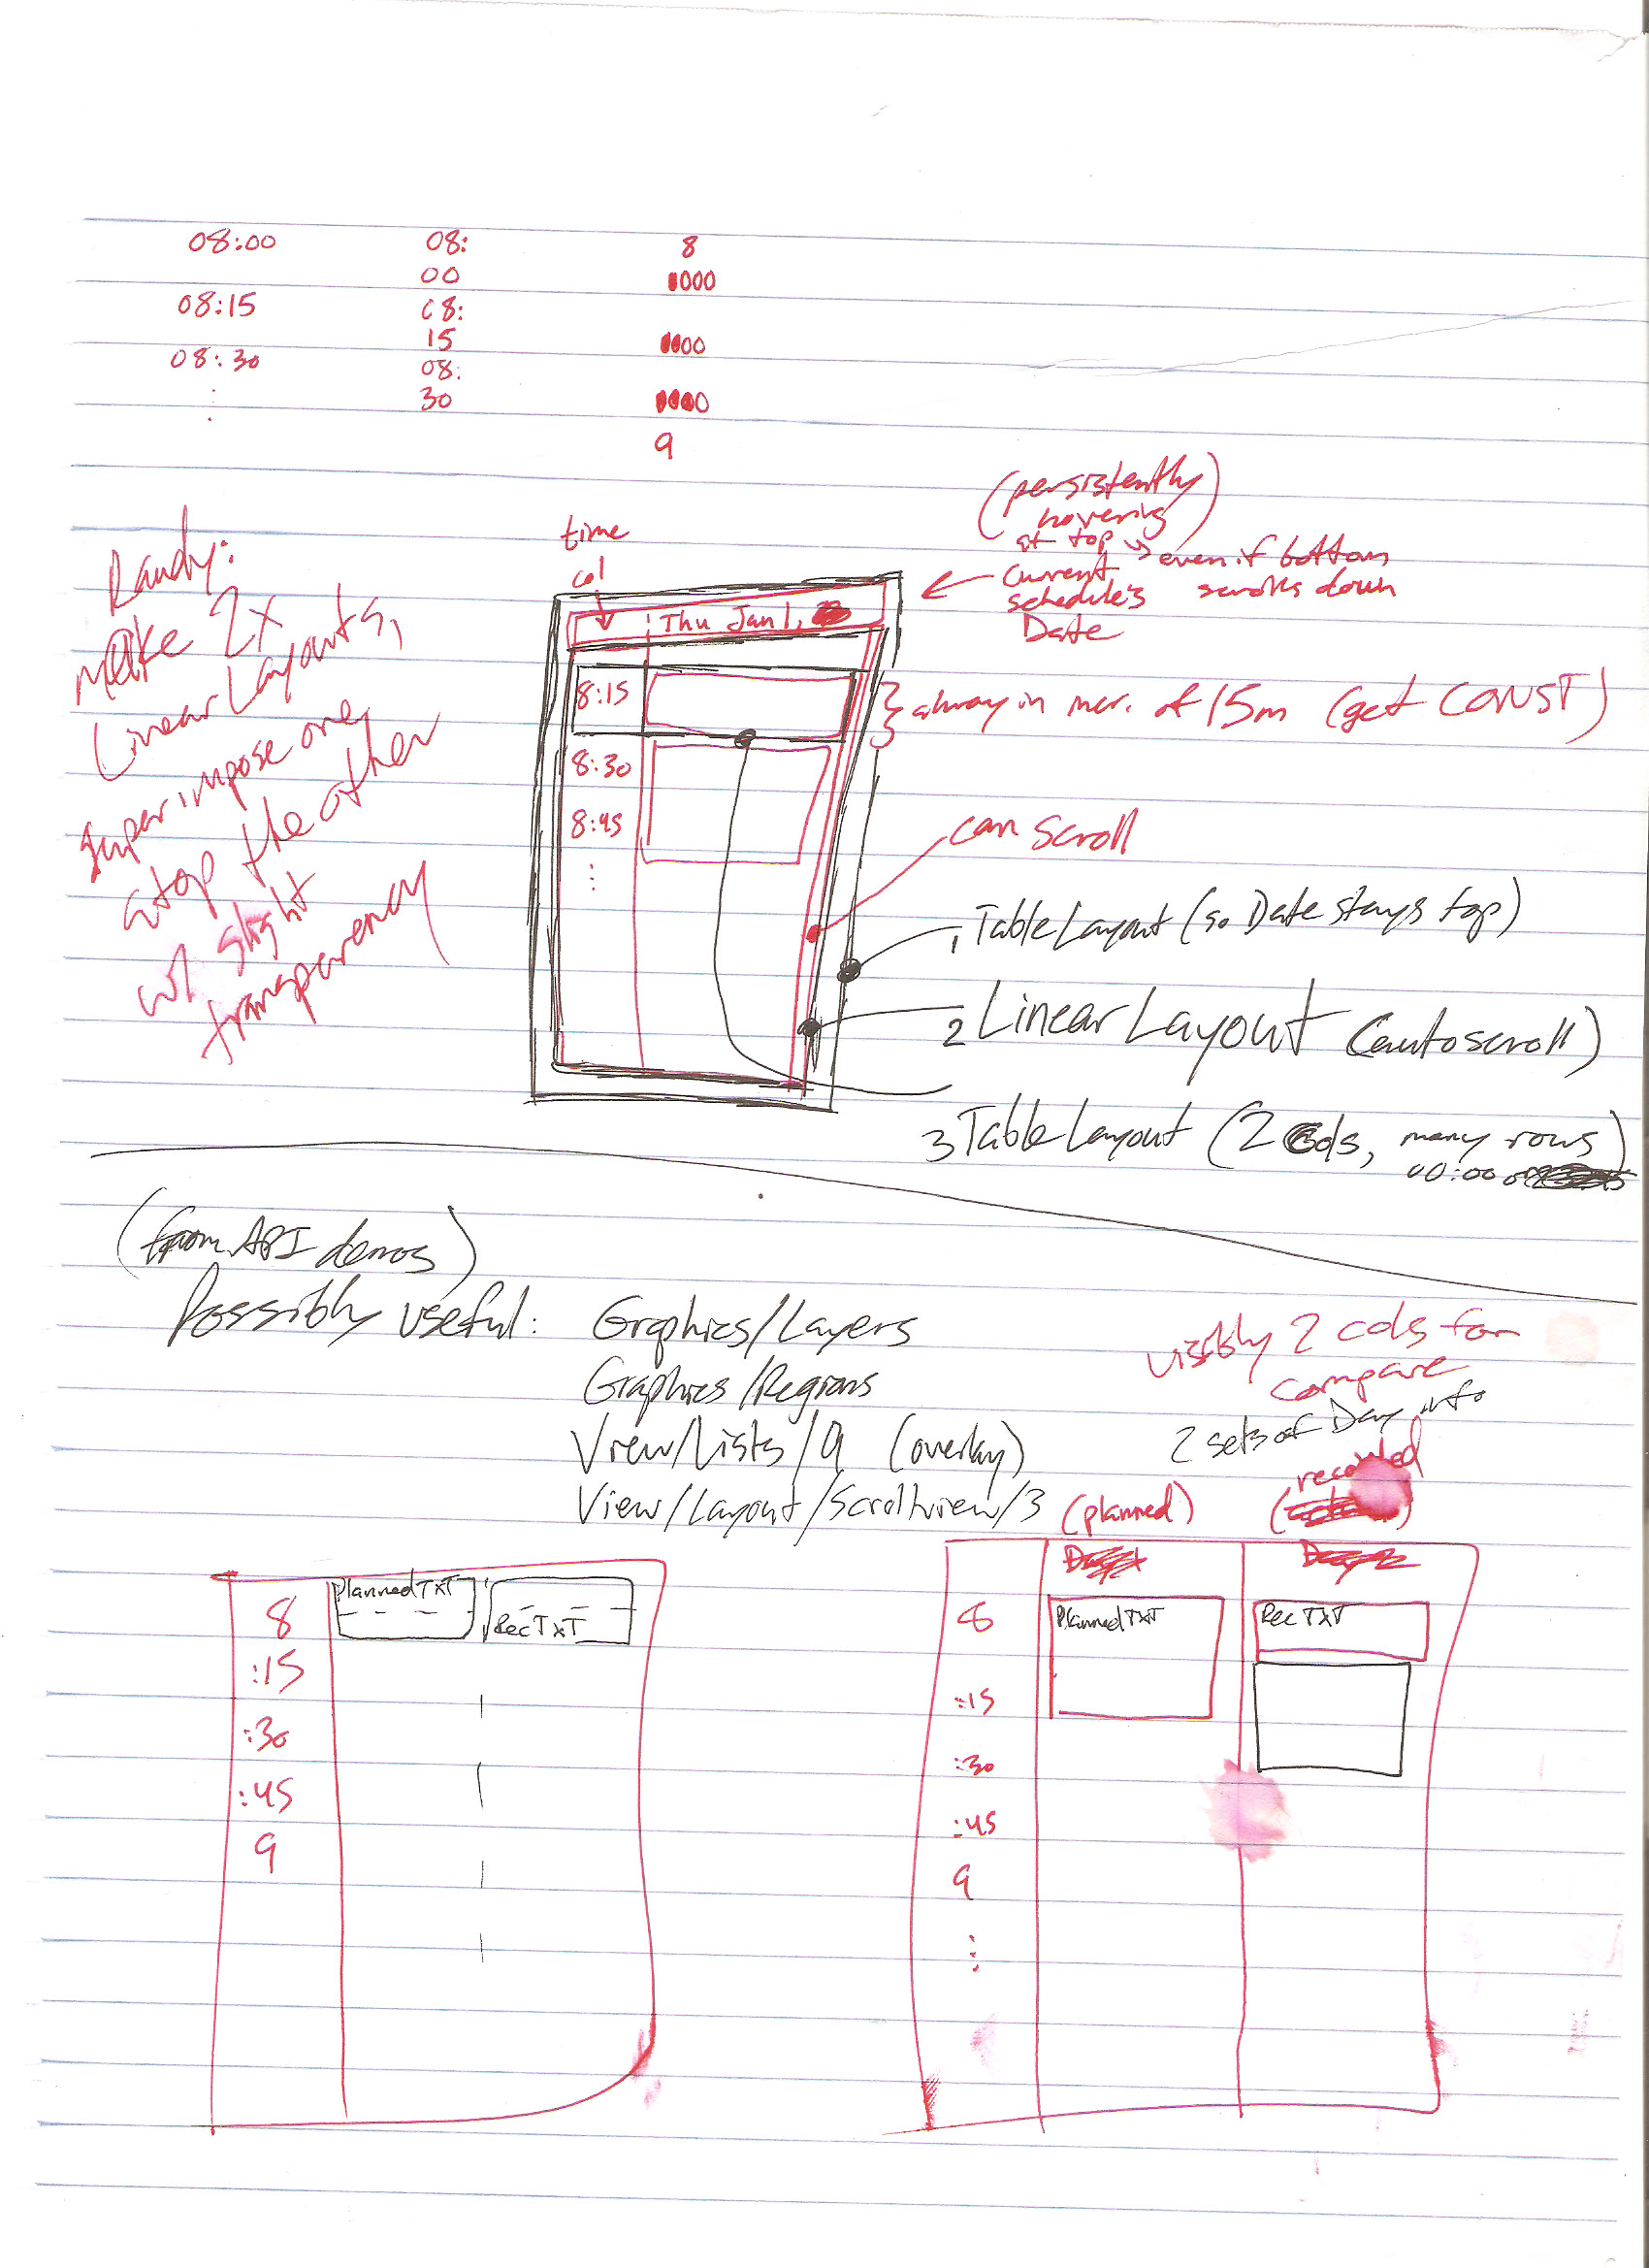 08:00 08: 8
00 000
08:15 08:
15 00
08:30 08:
30 0
9
(persistently
hovering
at top) → even if bottom
scrolls down
current
schedule's
Date
time
col
Thu Jan 1,
Randy:
make 2x
Linear Layouts,
superimpose one
atop the other
w/ slight
transparency
8:15
8:30
8:45
always in incr. of 15m (get CONST)
can scroll
1 TableLayout (so Date stays top)
2 LinearLayout (autoscroll)
3 TableLayout (2 Cols, many rows)
00:00
(from API demos)
Possibly useful: Graphics/Layers
Graphics/Regions
View/Lists/9 (overlay)
View/Layout/Scrollview/3
visibly 2 cols for
compare
2 sets of Day info
(planned) recorded
8 PlannedTXT RecTXT
:15
:30
:45
9
8 PlannedTXT RecTXT
:15
:30
:45
9